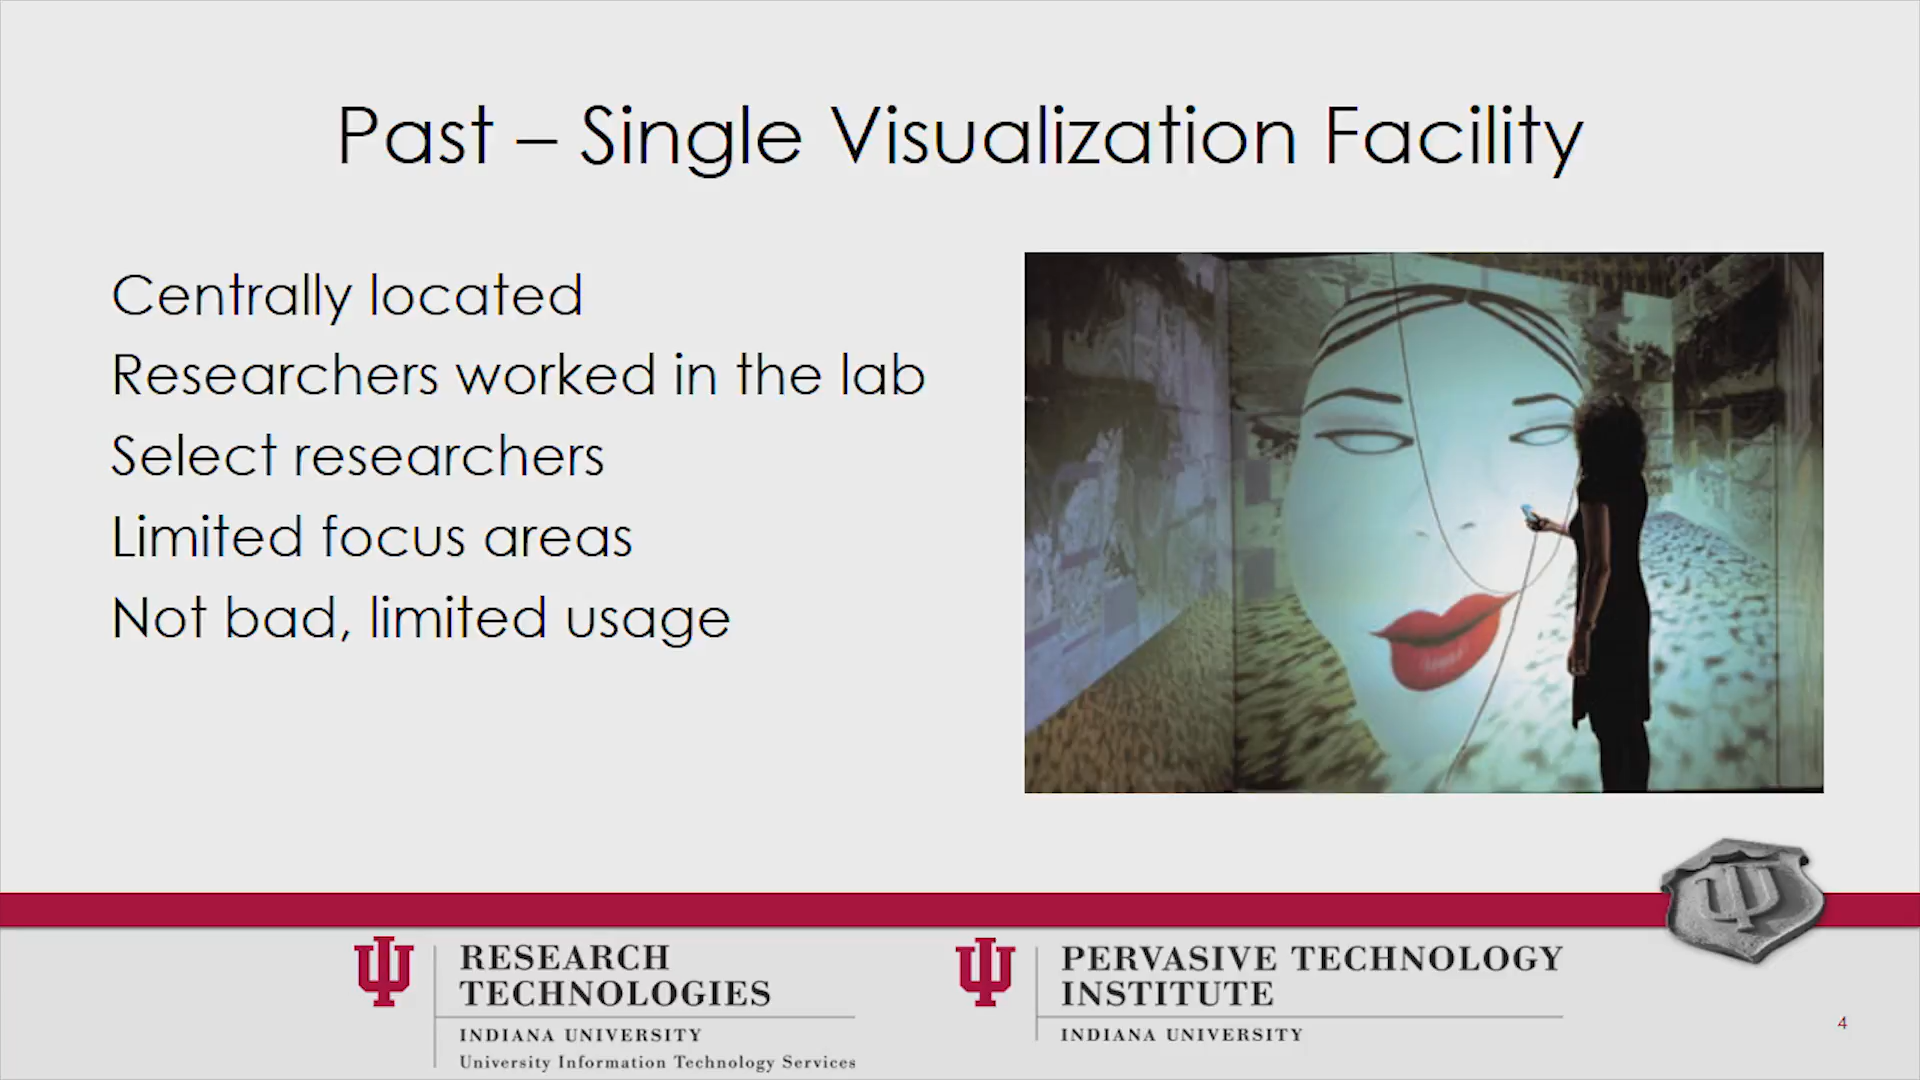 Past – Single Visualization Facility
Centrally located
Researchers worked in the lab
Select researchers
Limited focus areas
Not bad, limited usage
RESEARCH
TECHNOLOGIES
INDIANA UNIVERSITY
University Information Technology Services
PERVASIVE TECHNOLOGY
INSTITUTE
INDIANA UNIVERSITY
4